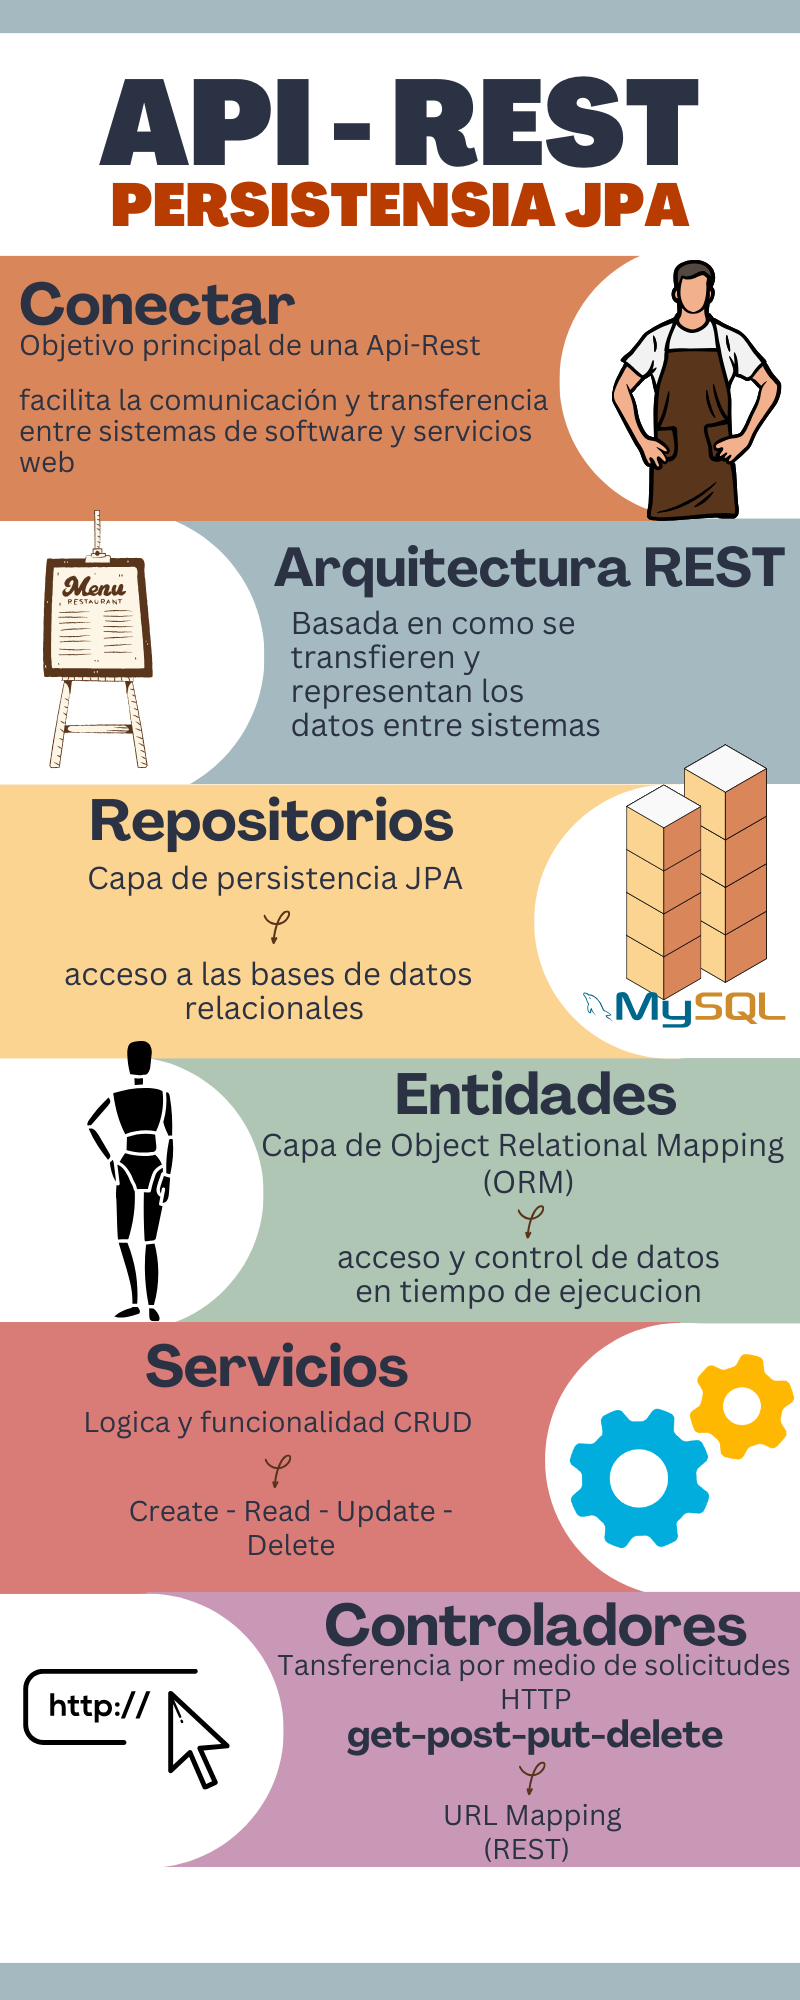 API - REST
PERSISTENSIA JPA
Conectar
Objetivo principal de una Api-Rest
facilita la comunicación y transferencia
entre sistemas de software y servicios
web
Menu
RESTAURANT
Arquitectura REST
Basada en como se
transfieren y
representan los
datos entre sistemas
Repositorios
Capa de persistencia JPA
acceso a las bases de datos
relacionales
MySQL
Entidades
Capa de Object Relational Mapping
(ORM)
acceso y control de datos
en tiempo de ejecucion
Servicios
Logica y funcionalidad CRUD
Create - Read - Update -
Delete
http://
Controladores
Tansferencia por medio de solicitudes
HTTP
get-post-put-delete
URL Mapping
(REST)